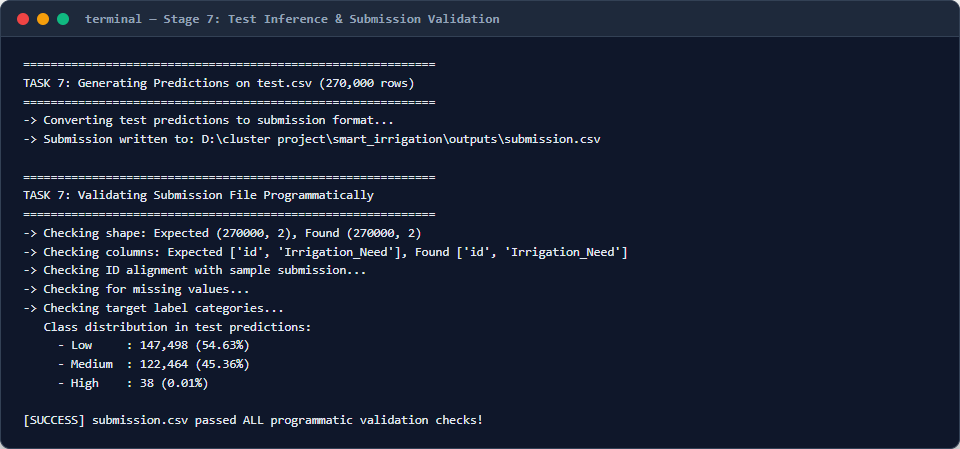 terminal — Stage 7: Test Inference & Submission Validation
============================================================
TASK 7: Generating Predictions on test.csv (270,000 rows)
============================================================
-> Converting test predictions to submission format...
-> Submission written to: D:\cluster project\smart_irrigation\outputs\submission.csv
============================================================
TASK 7: Validating Submission File Programmatically
============================================================
-> Checking shape: Expected (270000, 2), Found (270000, 2)
-> Checking columns: Expected ['id', 'Irrigation_Need'], Found ['id', 'Irrigation_Need']
-> Checking ID alignment with sample submission...
-> Checking for missing values...
-> Checking target label categories...
   Class distribution in test predictions:
     - Low     : 147,498 (54.63%)
     - Medium  : 122,464 (45.36%)
     - High    : 38 (0.01%)
[SUCCESS] submission.csv passed ALL programmatic validation checks!